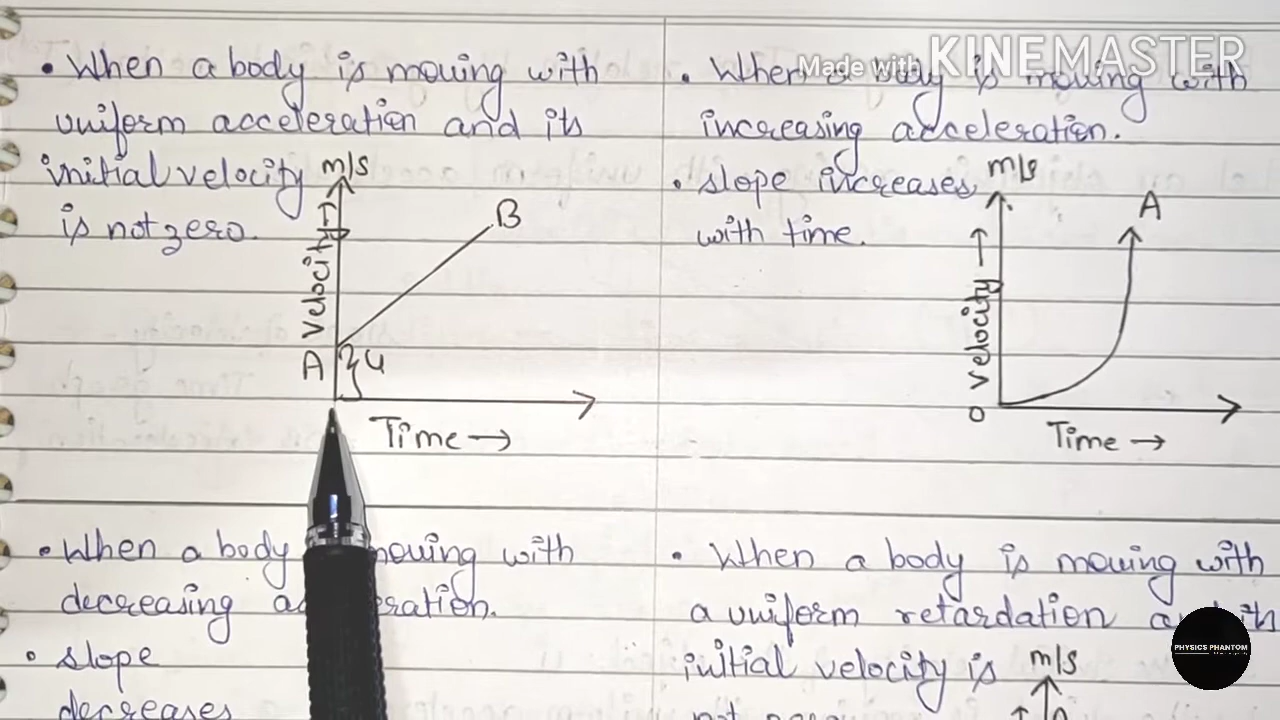 • When a body is moving with
uniform acceleration and its
initial velocity
is not zero.
m/s
velocity →
B
A
u
Time →
Made with KINEMASTER
• When a body is moving with
increasing acceleration.
• slope increases
with time.
m/s
velocity →
A
O
Time →
• When a body moving with
decreasing
• slope
decreases
• When a body is moving with
a uniform retardation
initial velocity is
not
m/s
PHYSICS PHANTOM